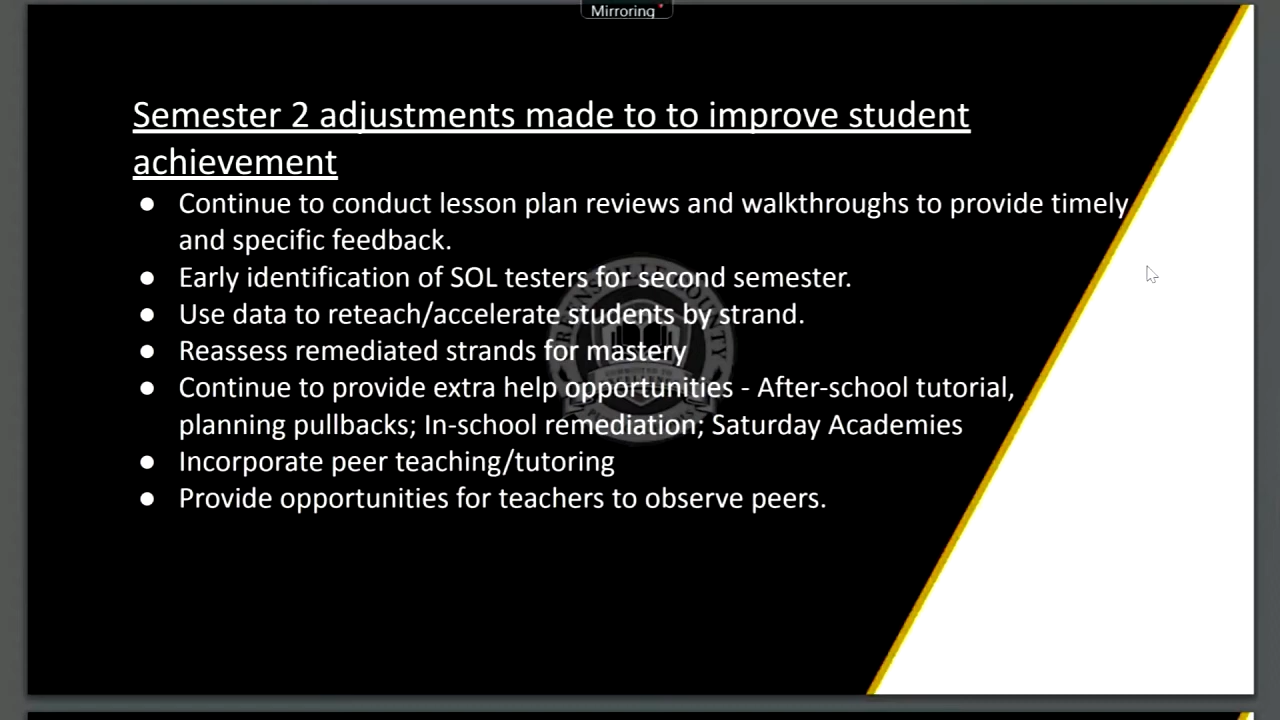 Mirroring
Semester 2 adjustments made to to improve student
achievement
● Continue to conduct lesson plan reviews and walkthroughs to provide timely
and specific feedback.
● Early identification of SOL testers for second semester.
● Use data to reteach/accelerate students by strand.
● Reassess remediated strands for mastery
● Continue to provide extra help opportunities - After-school tutorial,
planning pullbacks; In-school remediation; Saturday Academies
● Incorporate peer teaching/tutoring
● Provide opportunities for teachers to observe peers.